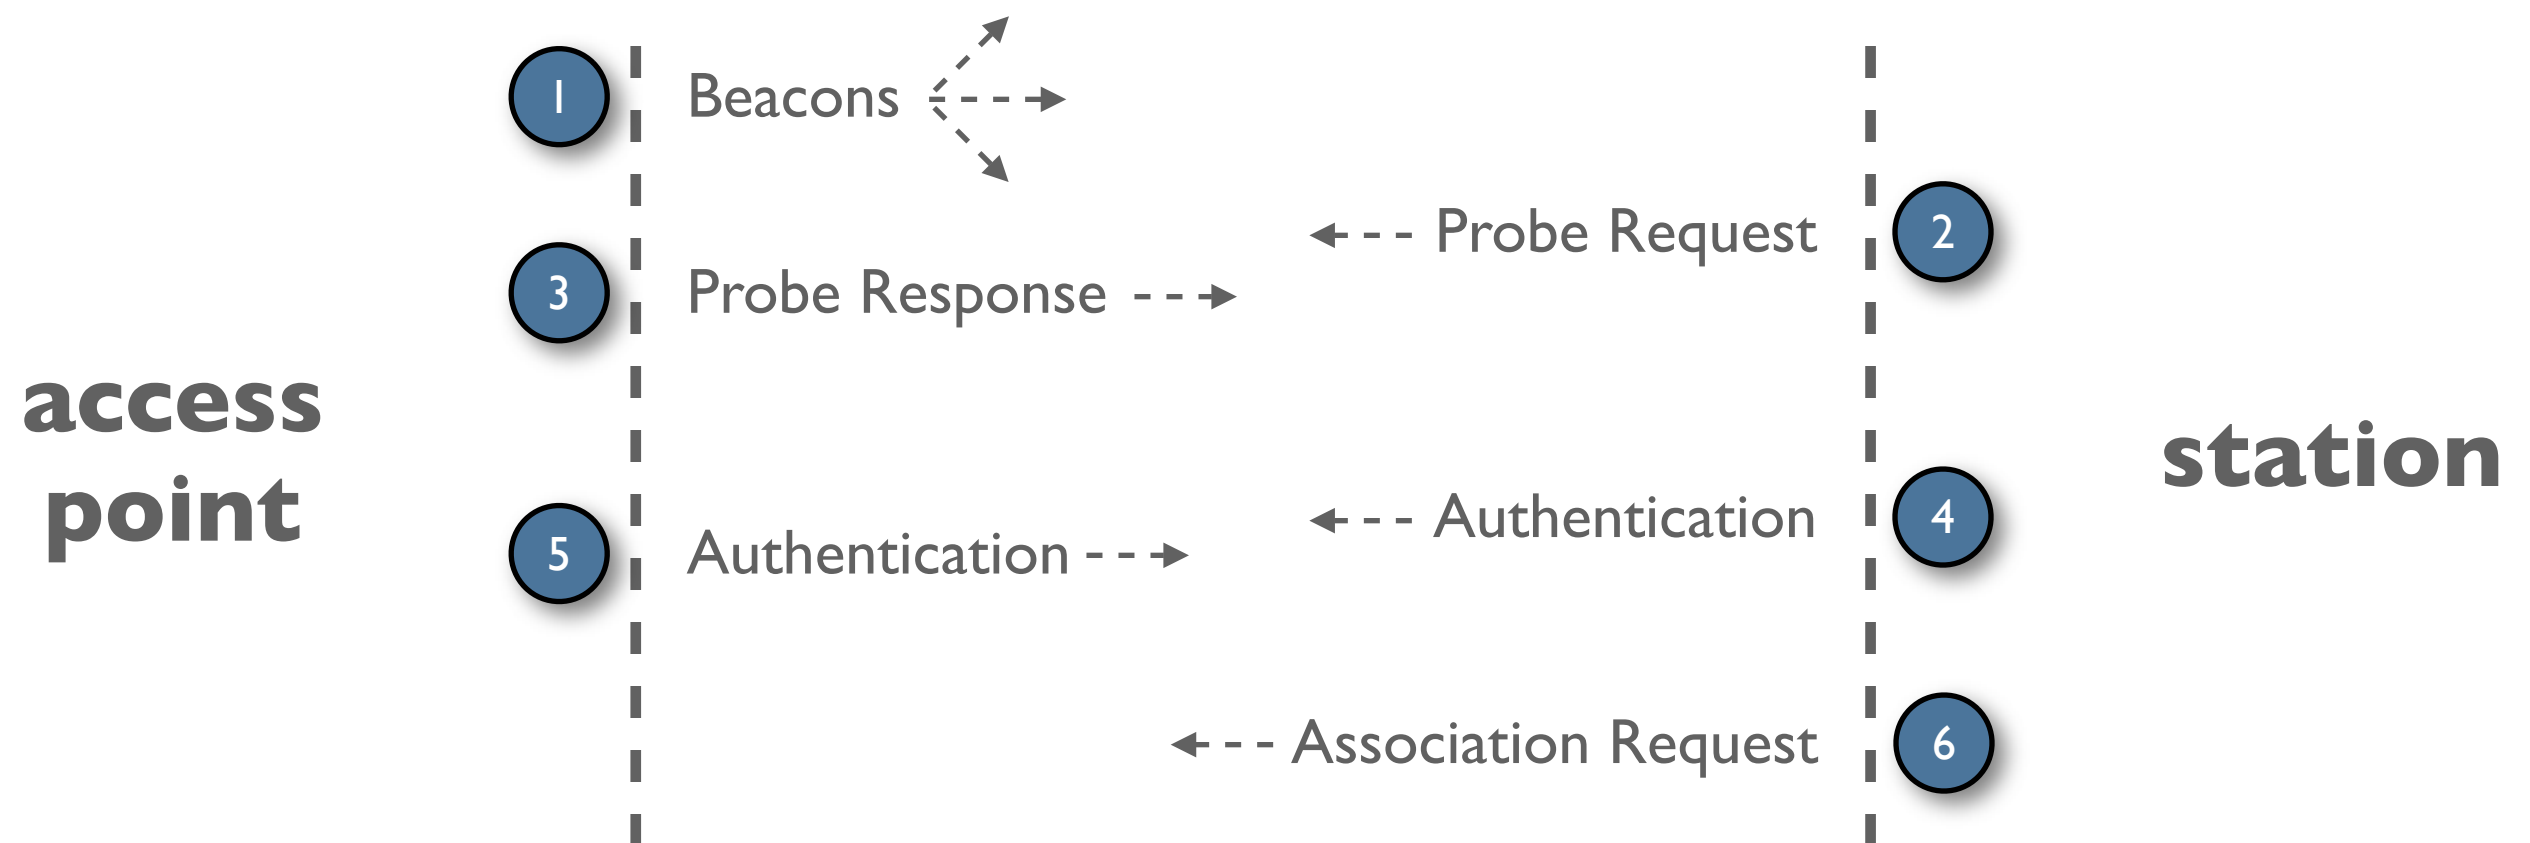 1
Beacons
Probe Request
2
3
Probe Response
access
point
station
Authentication
4
5
Authentication
Association Request
6